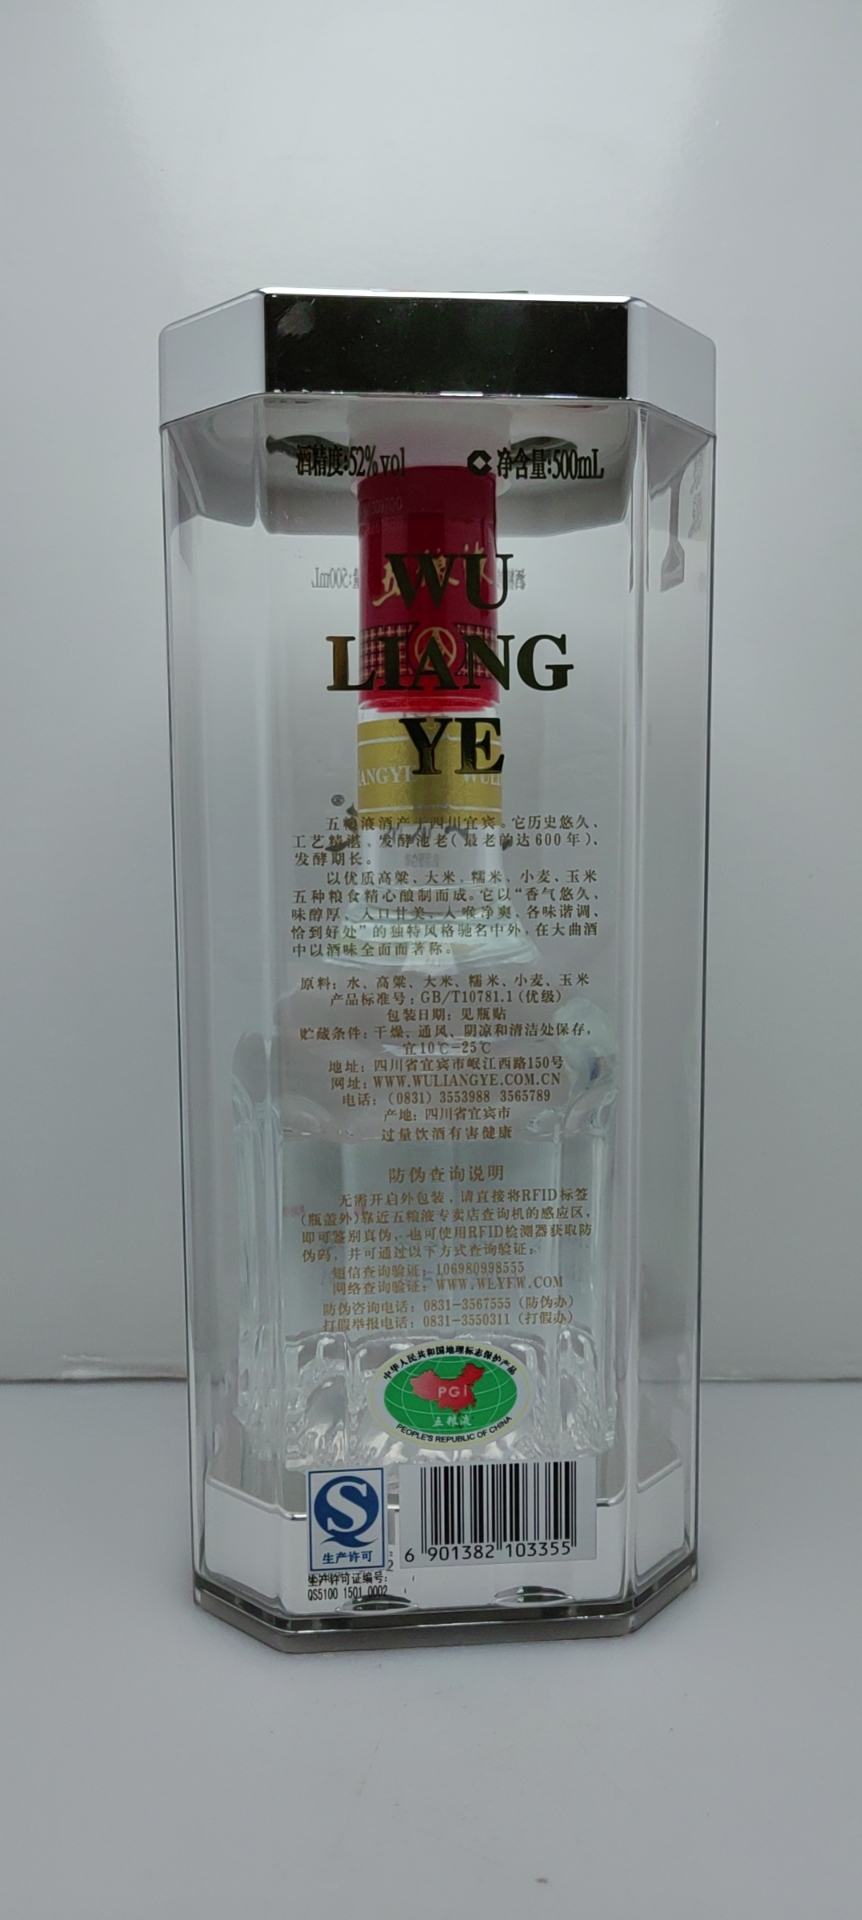 酒精度:52%vol
净含量:500mL
五粮液
WU
LIANG
YE
五粮液酒产于四川宜宾。它历史悠久、
工艺精湛、发酵池老(最老的达600年)、
发酵期长。
以优质高粱、大米、糯米、小麦、玉米
五种粮食精心酿制而成。它以“香气悠久、
味醇厚、入口甘美、入喉净爽、各味谐调、
恰到好处”的独特风格驰名中外,在大曲酒
中以酒味全面而著称。
原料: 水、高粱、大米、糯米、小麦、玉米
产品标准号: GB/T10781.1(优级)
包装日期: 见瓶贴
贮藏条件: 干燥、通风、阴凉和清洁处保存,
宜10℃-25℃
地址: 四川省宜宾市岷江西路150号
网址: WWW.WULIANGYE.COM.CN
电话: (0831) 3553988 3565789
产地: 四川省宜宾市
过量饮酒有害健康
防伪查询说明
无需开启外包装, 请直接将RFID标签
(瓶盖外)靠近五粮液专卖店查询机的感应区,
即可鉴别真伪, 也可使用RFID检测器获取防
伪码, 并可通过以下方式查询验证:
短信查询验证: 106980998555
网络查询验证: WWW.WLYFW.COM
防伪咨询电话: 0831-3567555 (防伪办)
打假举报电话: 0831-3550311 (打假办)
中华人民共和国地理标志保护产品
PGI
五粮液
PEOPLE'S REPUBLIC OF CHINA
生产许可
6 901382 103355
生产许可证编号:
QS5100 1501 0002